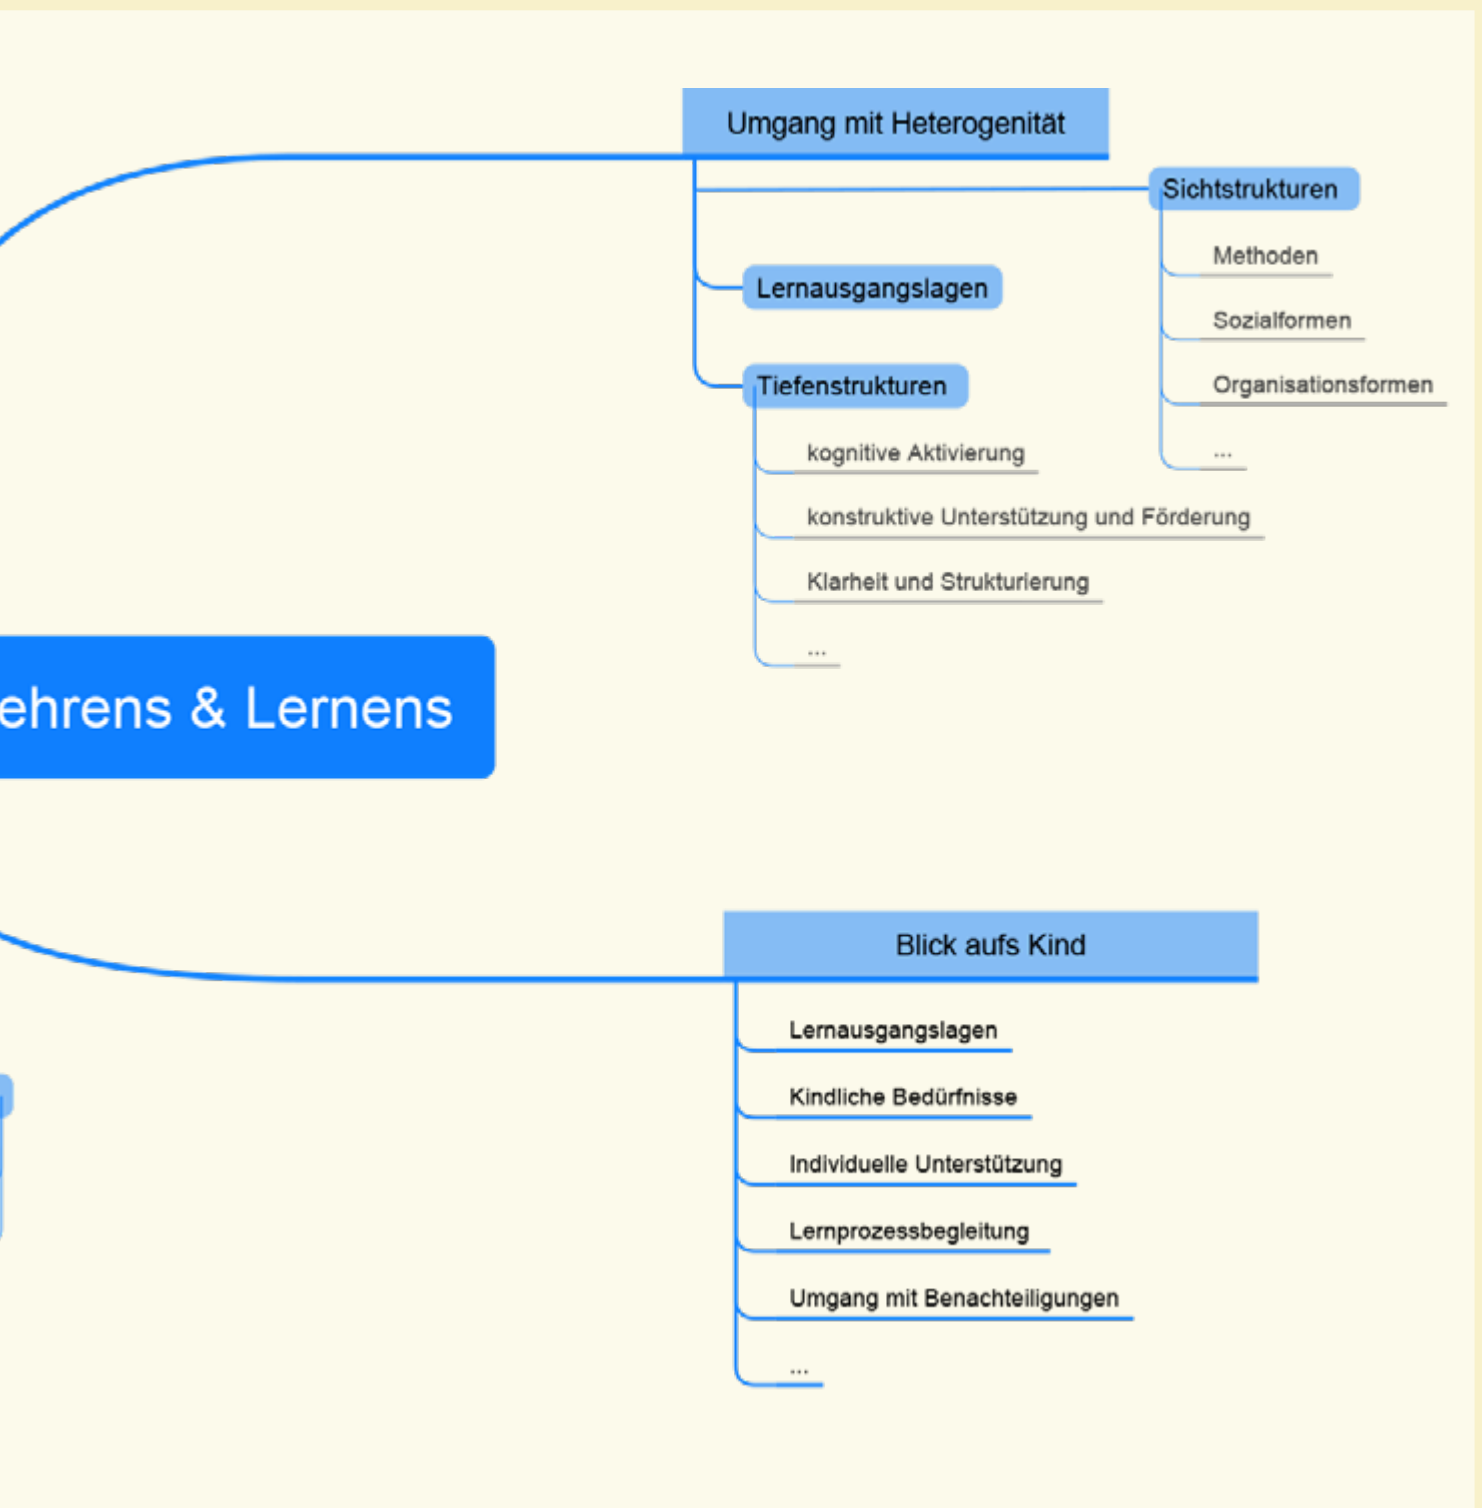 Umgang mit Heterogenität
Sichtstrukturen
Methoden
Sozialformen
Organisationsformen
...
Lernausgangslagen
Tiefenstrukturen
kognitive Aktivierung
konstruktive Unterstützung und Förderung
Klarheit und Strukturierung
...
ehrens & Lernens
Blick aufs Kind
Lernausgangslagen
Kindliche Bedürfnisse
Individuelle Unterstützung
Lernprozessbegleitung
Umgang mit Benachteiligungen
...